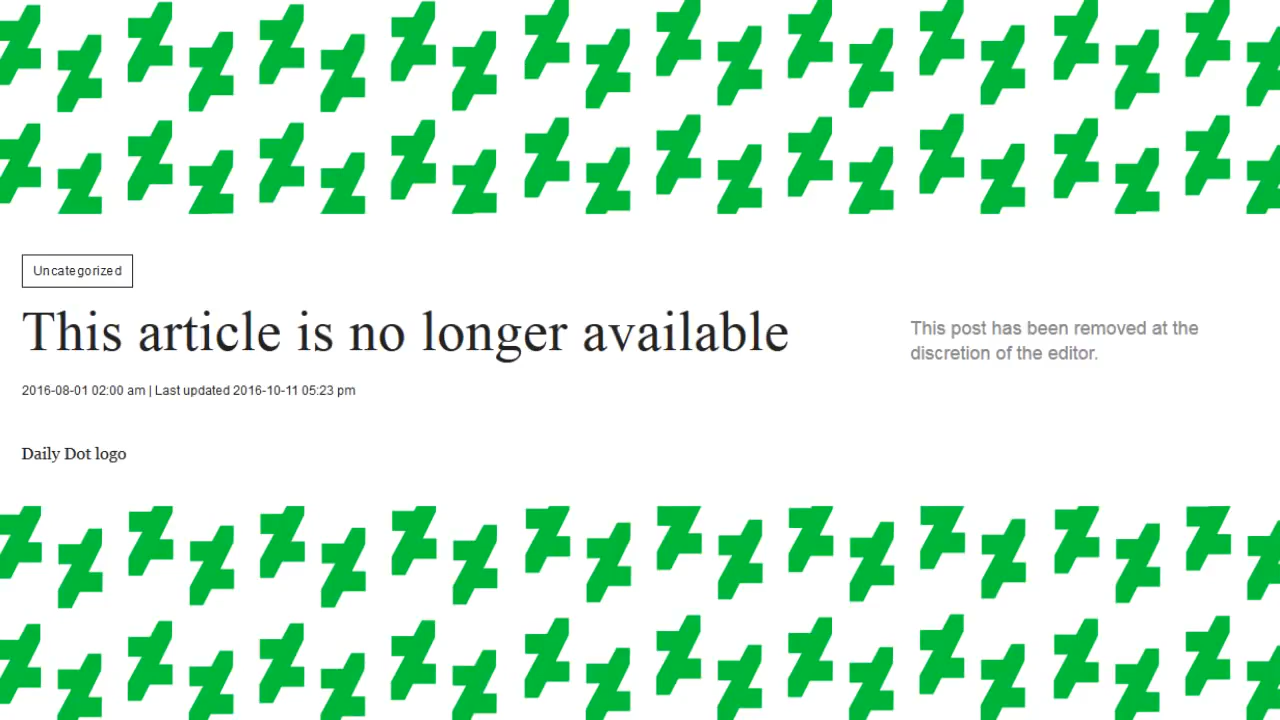 Uncategorized
This article is no longer available
2016-08-01 02:00 am | Last updated 2016-10-11 05:23 pm
Daily Dot logo
This post has been removed at the
discretion of the editor.